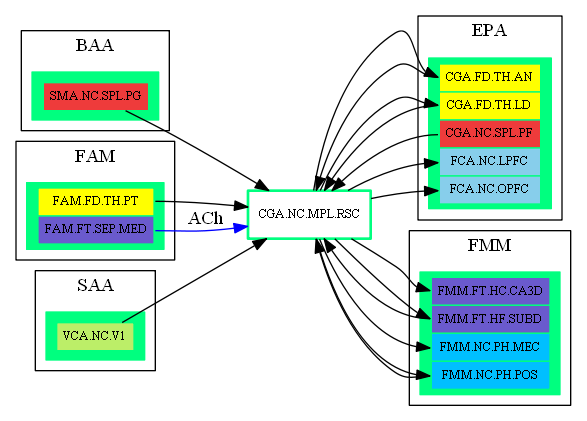 BAA
SMA.NC.SPL.PG
FAM
FAM.FD.TH.PT
FAM.FT.SEP.MED
SAA
VCA.NC.V1
ACh
CGA.NC.MPL.RSC
EPA
CGA.FD.TH.AN
CGA.FD.TH.LD
CGA.NC.SPL.PF
FCA.NC.LPFC
FCA.NC.OPFC
FMM
FMM.FT.HC.CA3D
FMM.FT.HF.SUBD
FMM.NC.PH.MEC
FMM.NC.PH.POS